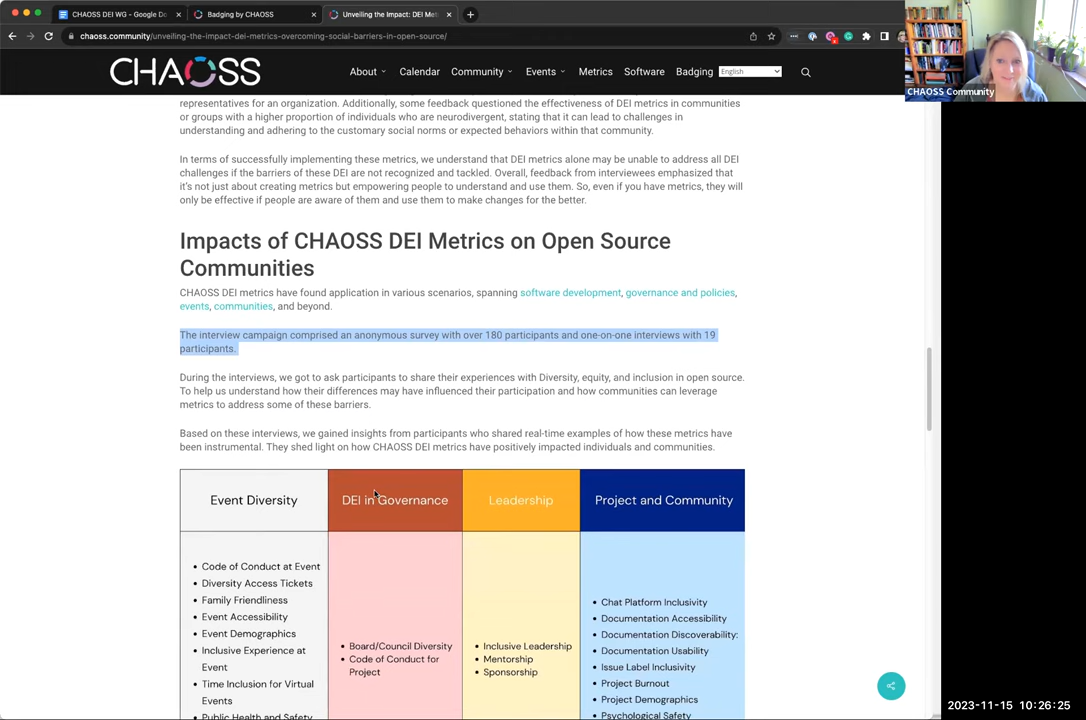 CHAOSS DEI WG - Google Do
Badging by CHAOSS
Unveiling the Impact: DEI Met
chaoss.community/unveiling-the-impact-dei-metrics-overcoming-social-barriers-in-open-source/
CHAOSS
About
Calendar
Community
Events
Metrics
Software
Badging
English
CHAOSS Community
representatives for an organization. Additionally, some feedback questioned the effectiveness of DEI metrics in communities
or groups with a higher proportion of individuals who are neurodivergent, stating that it can lead to challenges in
understanding and adhering to the customary social norms or expected behaviors within that community.
In terms of successfully implementing these metrics, we understand that DEI metrics alone may be unable to address all DEI
challenges if the barriers of these DEI are not recognized and tackled. Overall, feedback from interviewees emphasized that
it's not just about creating metrics but empowering people to understand and use them. So, even if you have metrics, they will
only be effective if people are aware of them and use them to make changes for the better.
Impacts of CHAOSS DEI Metrics on Open Source
Communities
CHAOSS DEI metrics have found application in various scenarios, spanning software development, governance and policies,
events, communities, and beyond.
The interview campaign comprised an anonymous survey with over 180 participants and one-on-one interviews with 19
participants.
During the interviews, we got to ask participants to share their experiences with Diversity, equity, and inclusion in open source.
To help us understand how their differences may have influenced their participation and how communities can leverage
metrics to address some of these barriers.
Based on these interviews, we gained insights from participants who shared real-time examples of how these metrics have
been instrumental. They shed light on how CHAOSS DEI metrics have positively impacted individuals and communities.
Event Diversity
DEI in Governance
Leadership
Project and Community
• Code of Conduct at Event
• Diversity Access Tickets
• Family Friendliness
• Event Accessibility
• Event Demographics
• Inclusive Experience at
Event
• Time Inclusion for Virtual
Events
• Public Health and Safety
• Board/Council Diversity
• Code of Conduct for
Project
• Inclusive Leadership
• Mentorship
• Sponsorship
• Chat Platform Inclusivity
• Documentation Accessibility
• Documentation Discoverability:
• Documentation Usability
• Issue Label Inclusivity
• Project Burnout
• Project Demographics
• Psychological Safety
2023-11-15 10:26:25